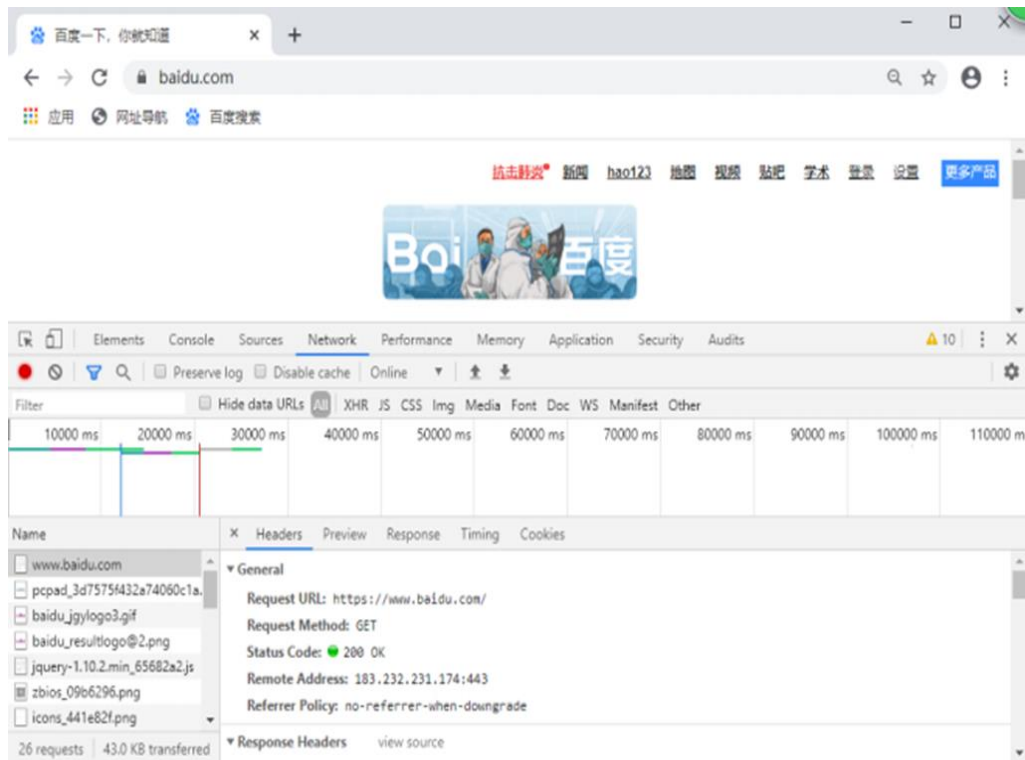 百度一下，你就知道
baidu.com
应用 网址导航 百度搜索
抗击肺炎 新闻 hao123 地图 视频 贴吧 学术 登录 设置 更多产品
Bai 百度
Elements Console Sources Network Performance Memory Application Security Audits 10
Preserve log Disable cache Online
Filter Hide data URLs All XHR JS CSS Img Media Font Doc WS Manifest Other
10000 ms 20000 ms 30000 ms 40000 ms 50000 ms 60000 ms 70000 ms 80000 ms 90000 ms 100000 ms 110000 m
Name Headers Preview Response Timing Cookies
www.baidu.com
General
pcpad_3d7575f432a74060c1a.
Request URL: https://www.baidu.com/
baidu_jgylogo3.gif
Request Method: GET
baidu_resultlogo@2.png
Status Code: 200 OK
jquery-1.10.2.min_65682a2.js
Remote Address: 183.232.231.174:443
zbios_09b6296.png
Referrer Policy: no-referrer-when-downgrade
icons_441e82f.png
26 requests 43.0 KB transferred
Response Headers view source